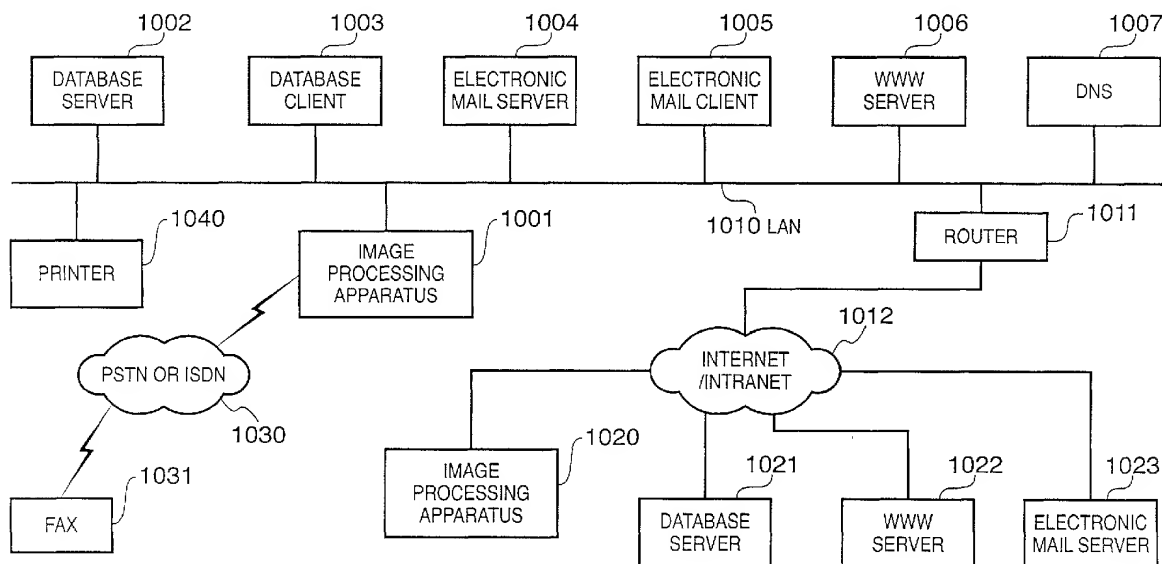 1002
1003
1004
1005
1006
1007
DATABASE
SERVER
DATABASE
CLIENT
ELECTRONIC
MAIL SERVER
ELECTRONIC
MAIL CLIENT
WWW
SERVER
DNS
1040
1001
1010 LAN
1011
PRINTER
IMAGE
PROCESSING
APPARATUS
ROUTER
1012
PSTN OR ISDN
INTERNET
/INTRANET
1030
1020
1021
1022
1023
1031
FAX
IMAGE
PROCESSING
APPARATUS
DATABASE
SERVER
WWW
SERVER
ELECTRONIC
MAIL SERVER